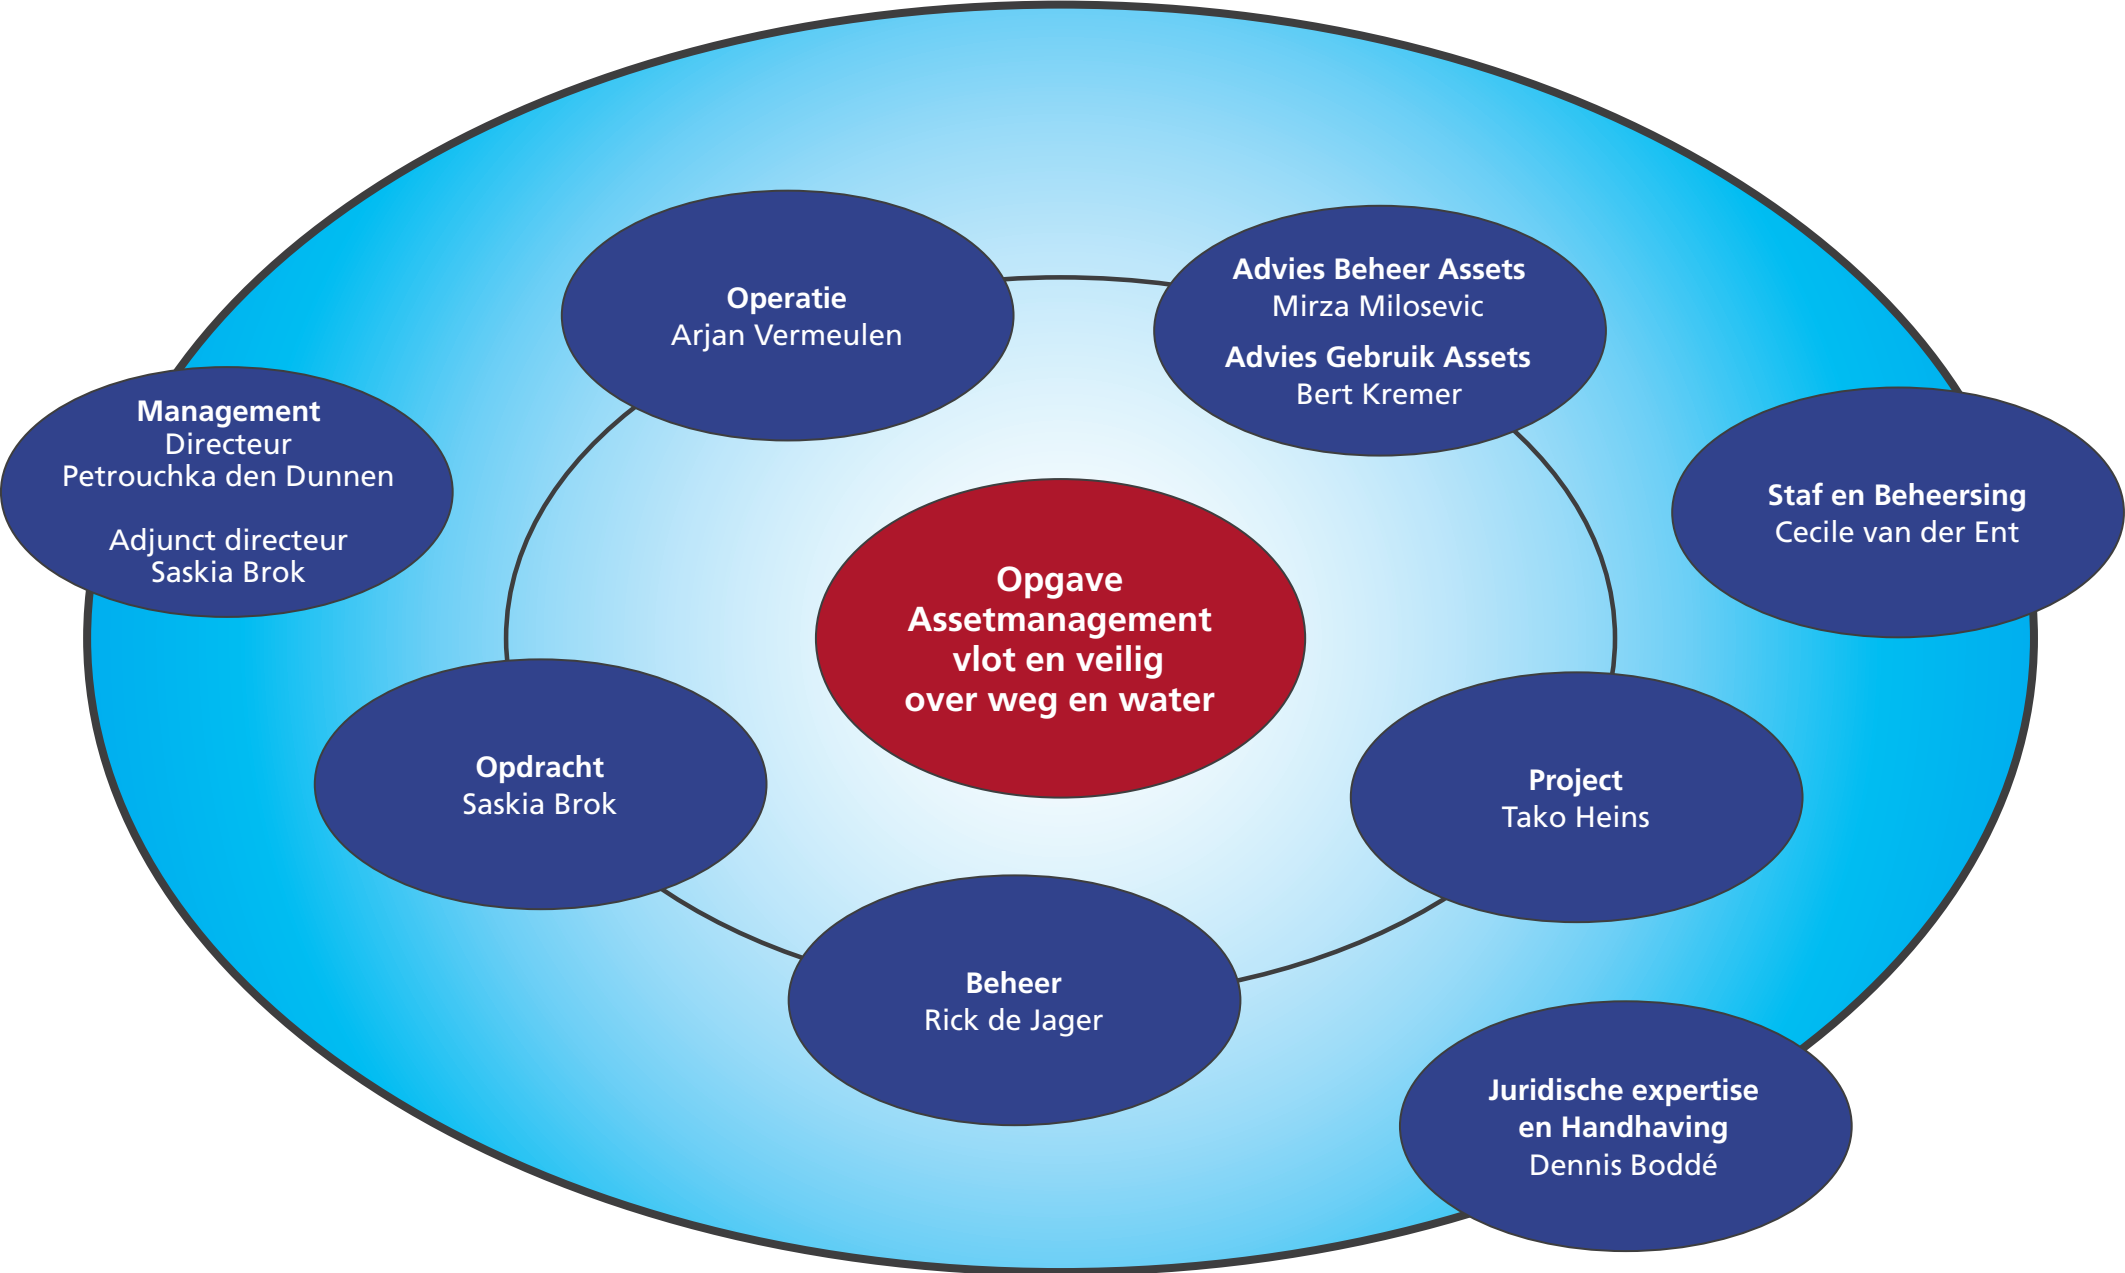 Operatie
Arjan Vermeulen
Advies Beheer Assets
Mirza Milosevic
Advies Gebruik Assets
Bert Kremer
Management
Directeur
Petrouchka den Dunnen
Adjunct directeur
Saskia Brok
Staf en Beheersing
Cecile van der Ent
Opgave
Assetmanagement
vlot en veilig
over weg en water
Opdracht
Saskia Brok
Project
Tako Heins
Beheer
Rick de Jager
Juridische expertise
en Handhaving
Dennis Boddé